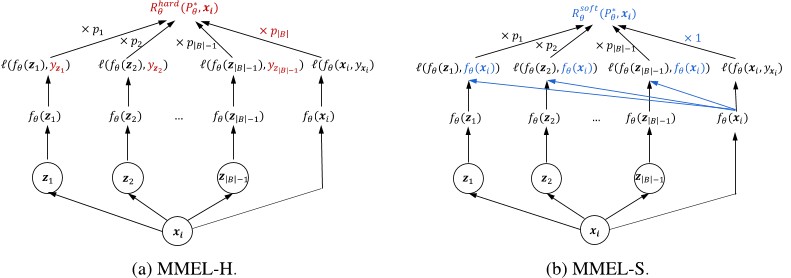 R_θ^{hard}(P_θ^*, x_i)
× p_1 × p_2 × p_{|B|−1} × p_{|B|}
ℓ(f_θ(z_1), y_{z_1}) ℓ(f_θ(z_2), y_{z_2}) ℓ(f_θ(z_{|B|−1}), y_{z_{|B|−1}}) ℓ(f_θ(x_i), y_{x_i})
f_θ(z_1) f_θ(z_2) ... f_θ(z_{|B|−1}) f_θ(x_i)
z_1 z_2 z_{|B|−1}
x_i
(a) MMEL-H.
R_θ^{soft}(P_θ^*, x_i)
× p_1 × p_2 × p_{|B|−1} × 1
ℓ(f_θ(z_1), f_θ(x_i)) ℓ(f_θ(z_2), f_θ(x_i)) ℓ(f_θ(z_{|B|−1}), f_θ(x_i)) ℓ(f_θ(x_i), y_{x_i})
f_θ(z_1) f_θ(z_2) ... f_θ(z_{|B|−1}) f_θ(x_i)
z_1 z_2 z_{|B|−1}
x_i
(b) MMEL-S.